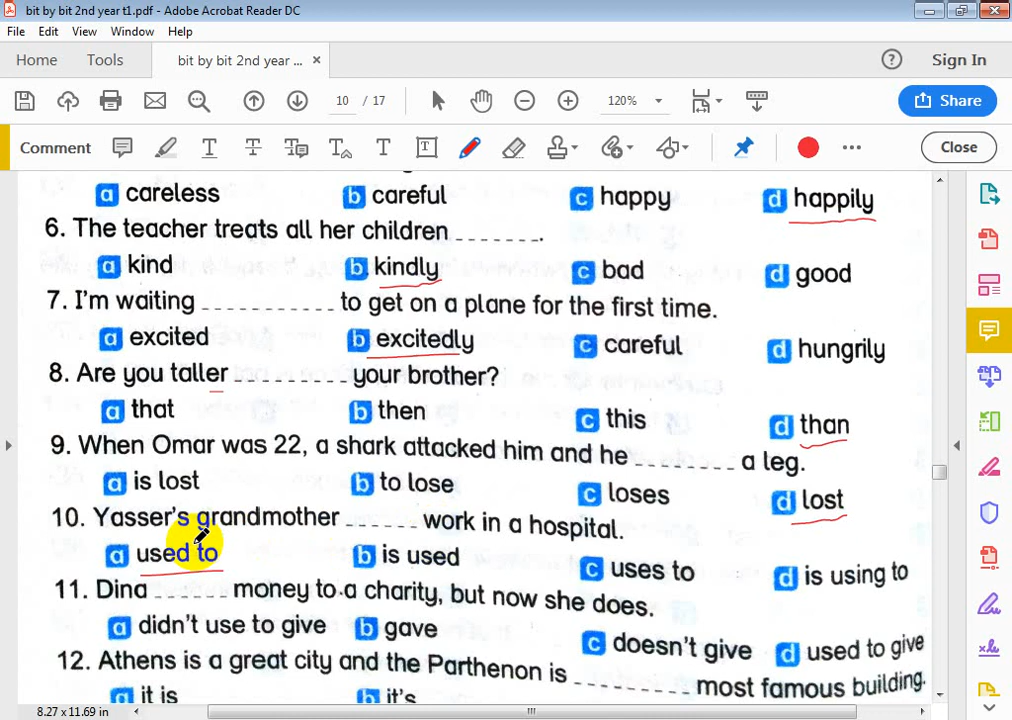 bit by bit 2nd year t1.pdf - Adobe Acrobat Reader DC
File Edit View Window Help
Home Tools bit by bit 2nd year ... × Sign In
10 / 17 120% Share
Comment Close
a careless b careful c happy d happily
6. The teacher treats all her children _ _ _ _ _ _ _.
a kind b kindly c bad d good
7. I'm waiting _ _ _ _ _ _ _ _ _ _ to get on a plane for the first time.
a excited b excitedly c careful d hungrily
8. Are you taller _ _ _ _ _ _ _ _ _ your brother?
a that b then c this d than
9. When Omar was 22, a shark attacked him and he _ _ _ _ _ _ _ _ a leg.
a is lost b to lose c loses d lost
10. Yasser's grandmother _ _ _ _ _ _ work in a hospital.
a used to b is used c uses to d is using to
11. Dina _ _ _ _ _ _ money to a charity, but now she does.
a didn't use to give b gave c doesn't give d used to give
12. Athens is a great city and the Parthenon is _ _ _ _ _ _ _ _ _ most famous building.
a it is b it's
8.27 x 11.69 in